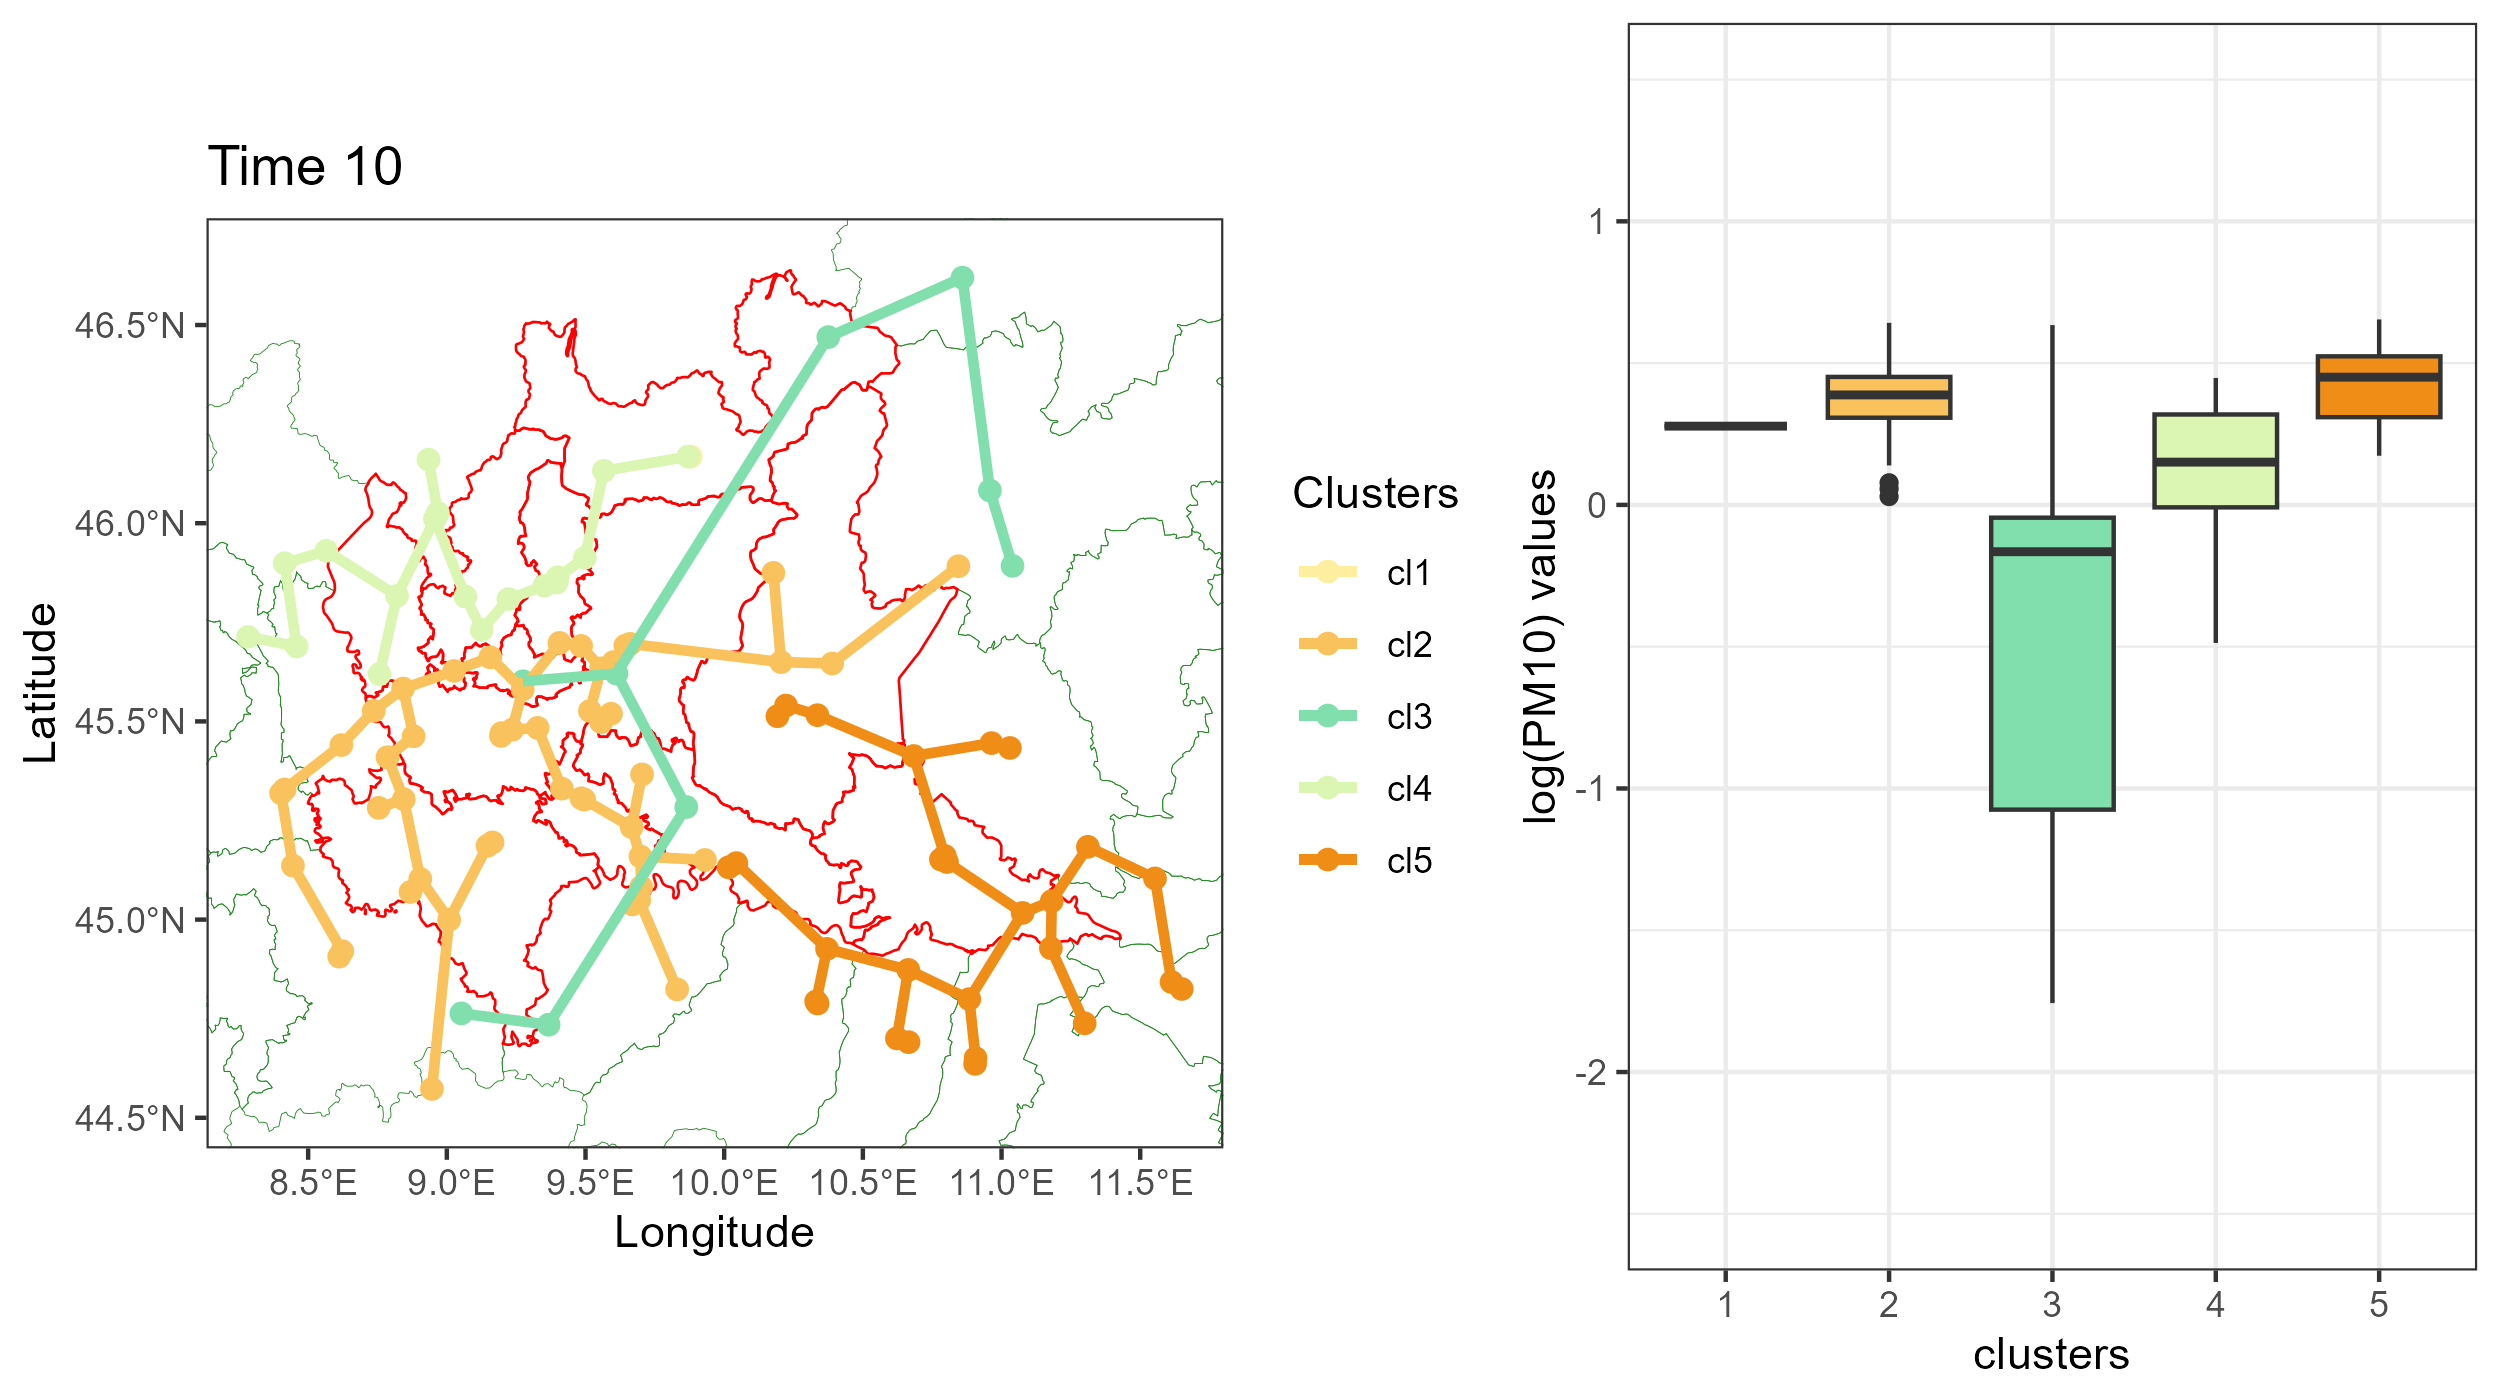 Time 10
46.5°N
46.0°N
45.5°N
45.0°N
44.5°N
Latitude
8.5°E 9.0°E 9.5°E 10.0°E 10.5°E 11.0°E 11.5°E
Longitude
Clusters
cl1
cl2
cl3
cl4
cl5
log(PM10) values
1
0
-1
-2
1 2 3 4 5
clusters